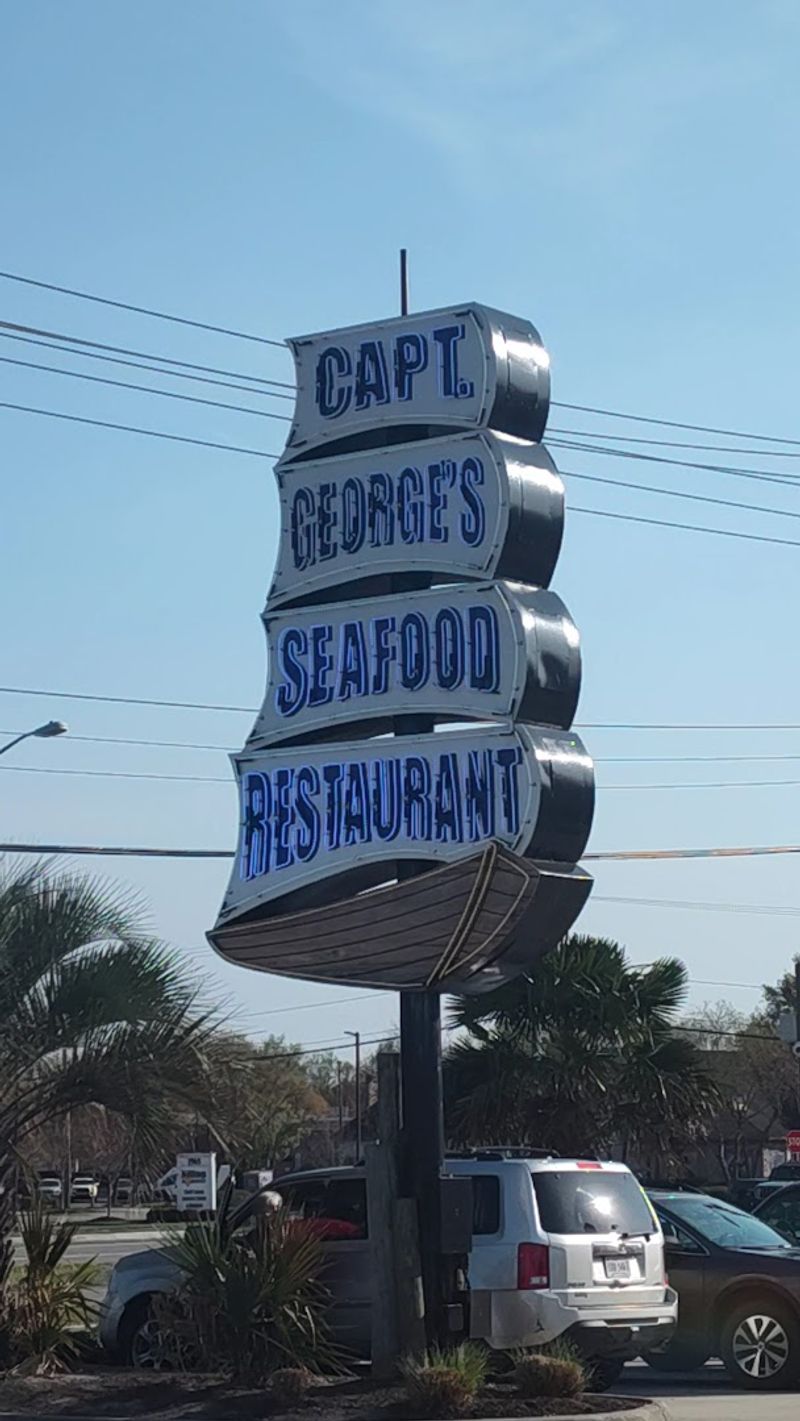 CAPT.
GEORGE'S
SEAFOOD
RESTAURANT